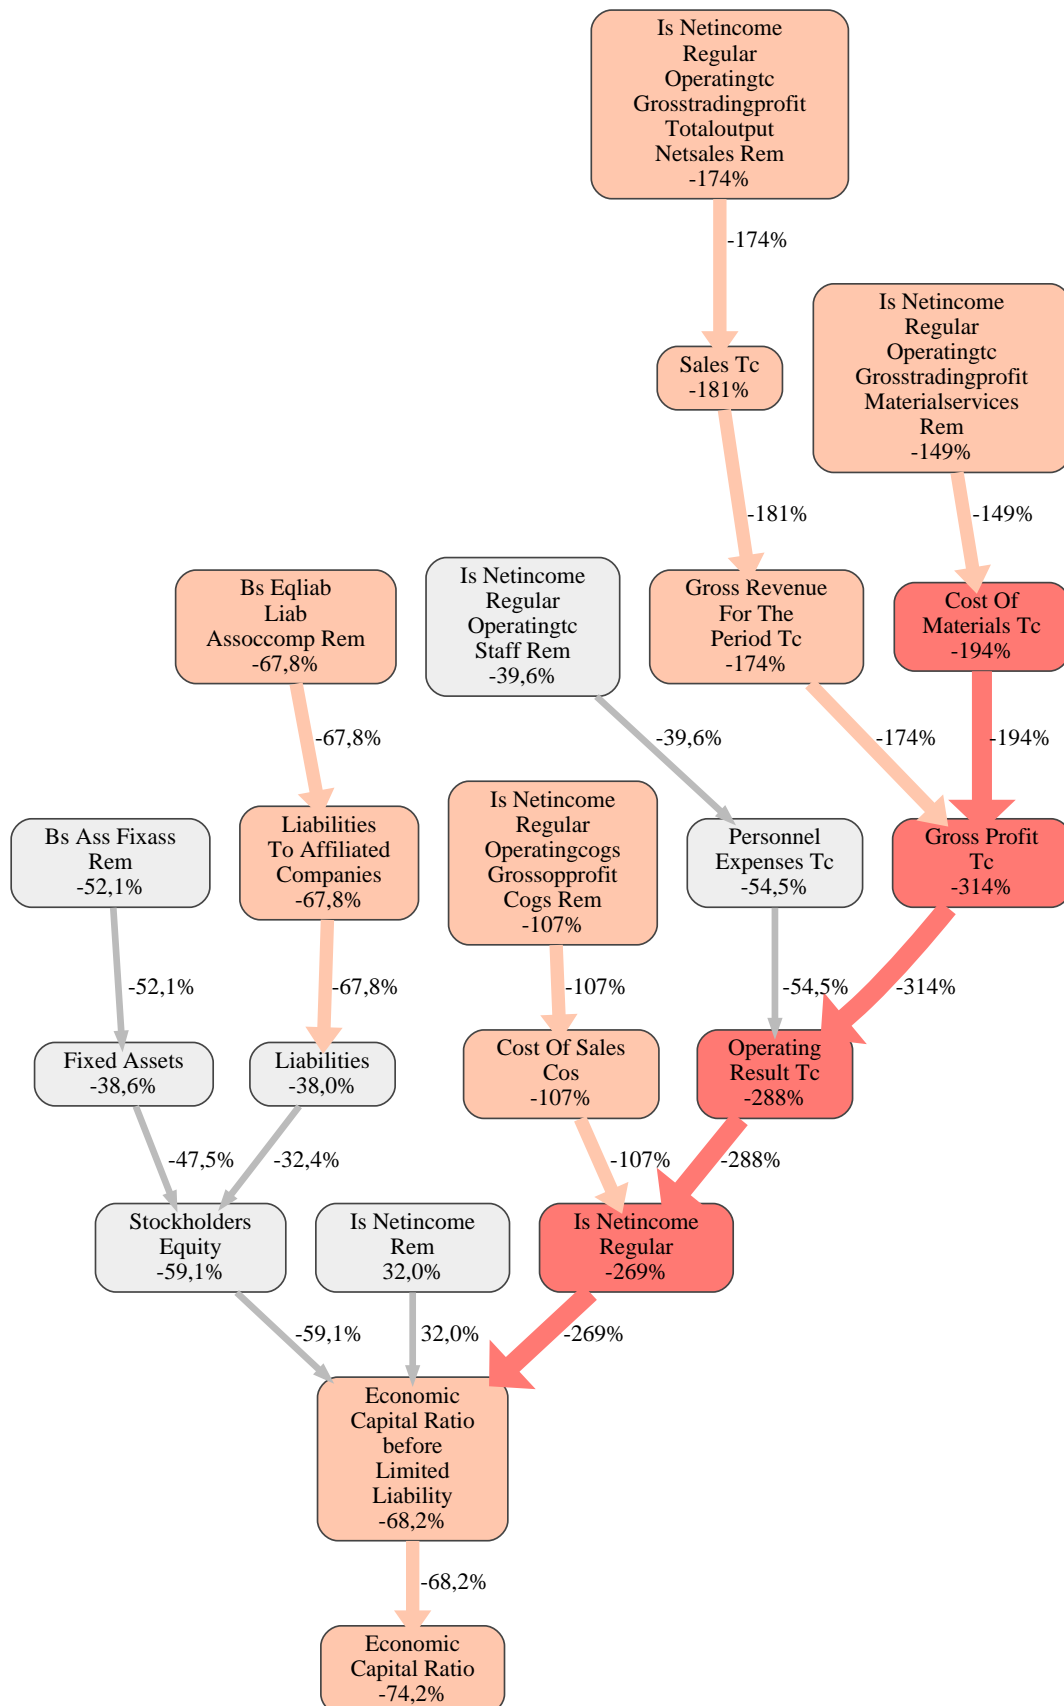 Is Netincome
Regular
Operatingtc
Grosstradingprofit
Totaloutput
Netsales Rem
-174%
-174%
Is Netincome
Regular
Operatingtc
Grosstradingprofit
Materialservices
Rem
-149%
Sales Tc
-181%
-181%
-149%
Bs Eqliab
Liab
Assoccomp Rem
-67,8%
Is Netincome
Regular
Operatingtc
Staff Rem
-39,6%
Gross Revenue
For The
Period Tc
-174%
Cost Of
Materials Tc
-194%
-67,8%
-39,6%
-174%
-194%
Bs Ass Fixass
Rem
-52,1%
Liabilities
To Affiliated
Companies
-67,8%
Is Netincome
Regular
Operatingcogs
Grossopprofit
Cogs Rem
-107%
Personnel
Expenses Tc
-54,5%
Gross Profit
Tc
-314%
-52,1%
-67,8%
-107%
-54,5%
-314%
Fixed Assets
-38,6%
Liabilities
-38,0%
Cost Of Sales
Cos
-107%
Operating
Result Tc
-288%
-47,5%
-32,4%
-107%
-288%
Stockholders
Equity
-59,1%
Is Netincome
Rem
32,0%
Is Netincome
Regular
-269%
-59,1%
32,0%
-269%
Economic
Capital Ratio
before
Limited
Liability
-68,2%
-68,2%
Economic
Capital Ratio
-74,2%